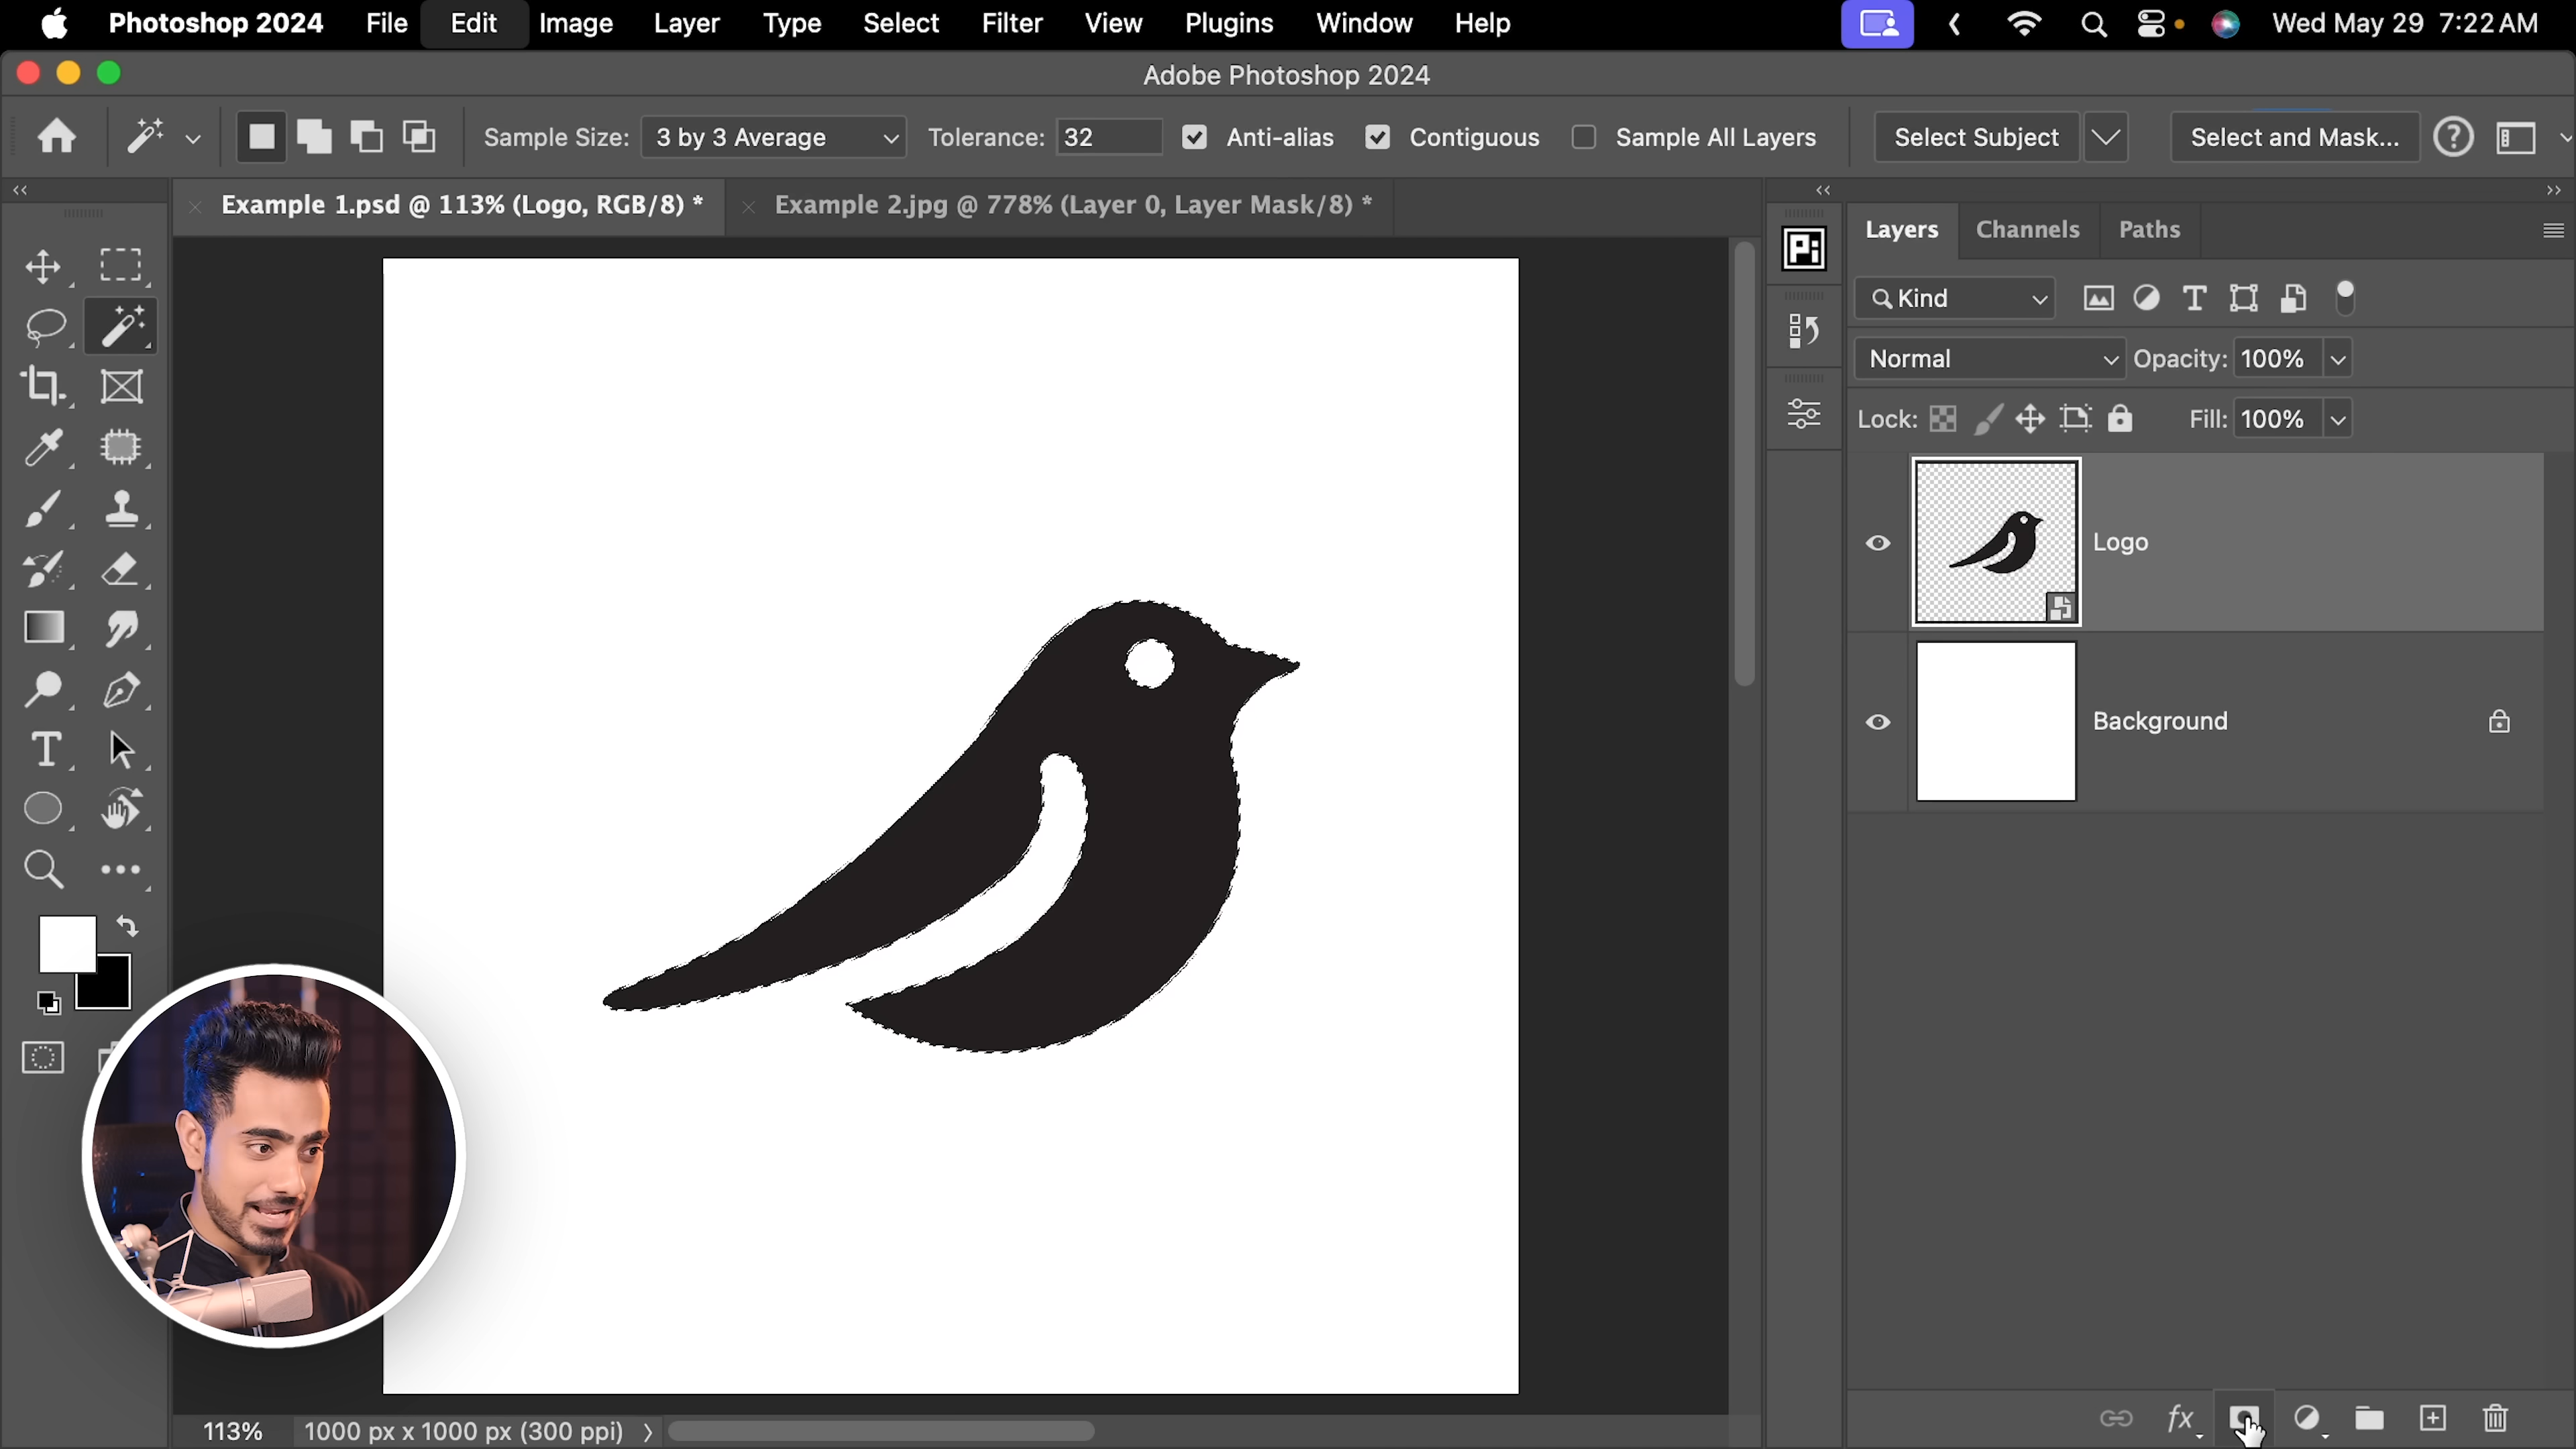 Photoshop 2024 File Edit Image Layer Type Select Filter View Plugins Window Help Wed May 29 7:22 AM
Adobe Photoshop 2024
Sample Size: 3 by 3 Average Tolerance: 32 Anti-alias Contiguous Sample All Layers Select Subject Select and Mask...
Example 1.psd @ 113% (Logo, RGB/8) * Example 2.jpg @ 778% (Layer 0, Layer Mask/8) *
Layers Channels Paths
Kind
Normal Opacity: 100%
Lock: Fill: 100%
Logo
Background
113% 1000 px x 1000 px (300 ppi)
fx